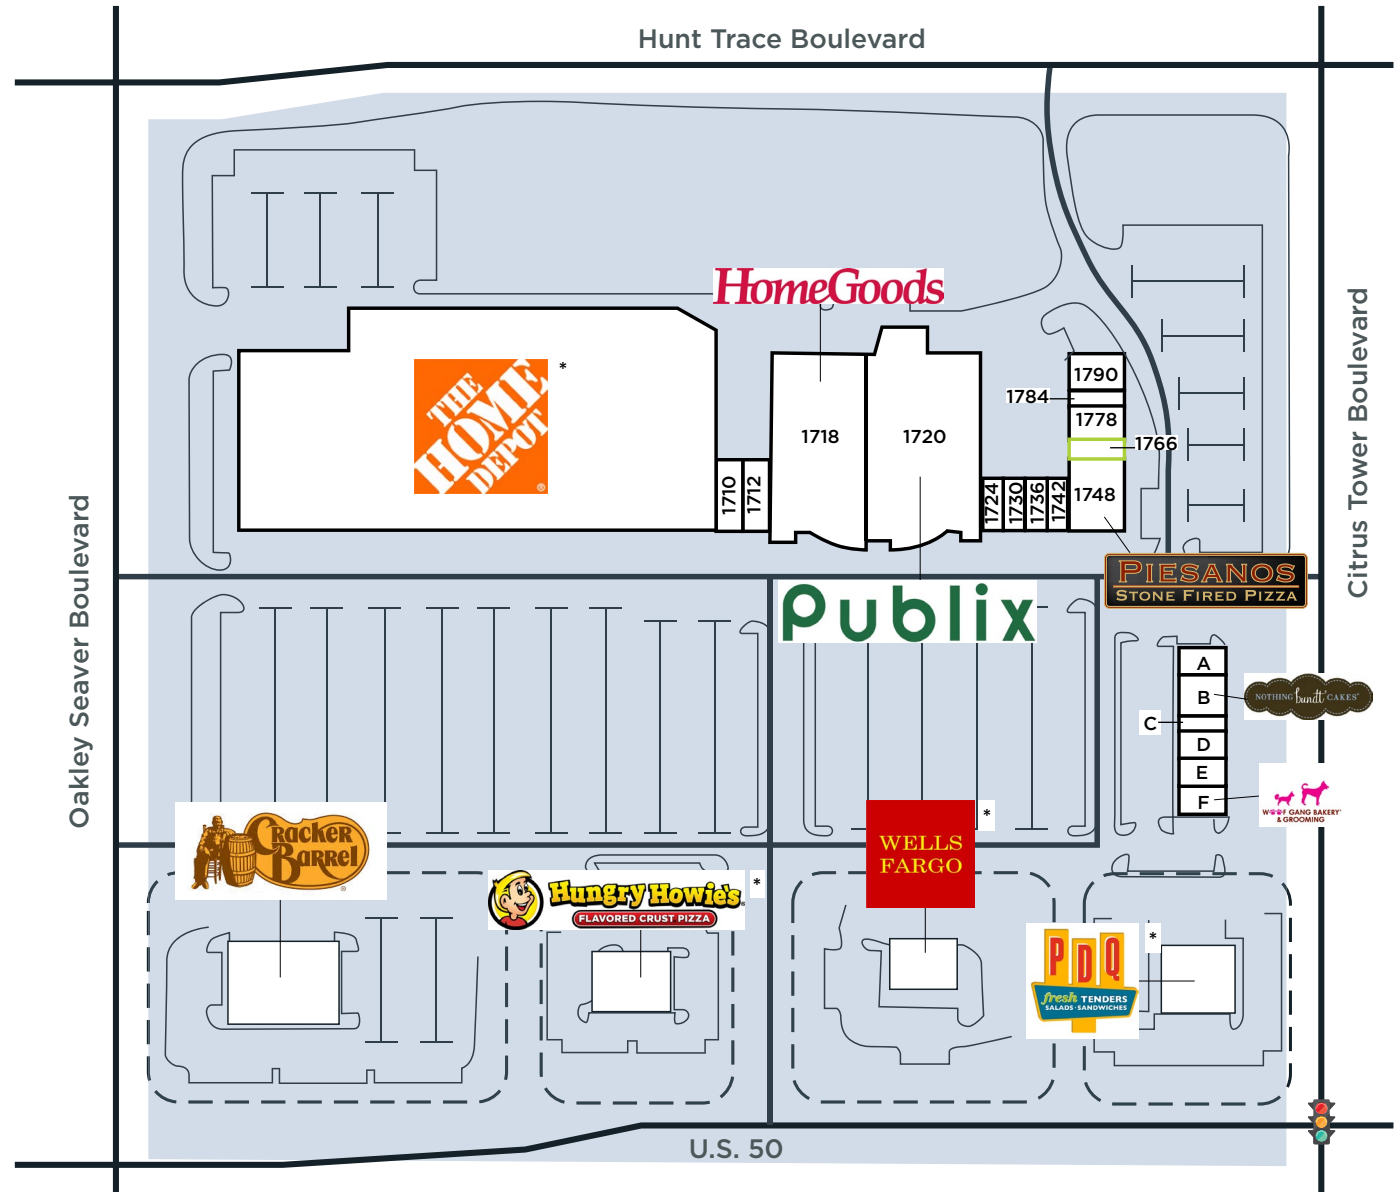 Hunt Trace Boulevard
HomeGoods
THE
HOME
DEPOT
®
*
1790
1784
1778
1766
1748
1718
1720
1710
1712
1724
1730
1736
1742
Oakley Seaver Boulevard
Citrus Tower Boulevard
PIESANOS
STONE FIRED PIZZA
Publix
A
B
C
D
E
F
NOTHING bundt CAKES
WOOF GANG BAKERY
& GROOMING
Cracker
Barrel
®
WELLS
FARGO
*
Hungry Howie's
FLAVORED CRUST PIZZA
*
PDQ
fresh TENDERS
SALADS·SANDWICHES
*
U.S. 50